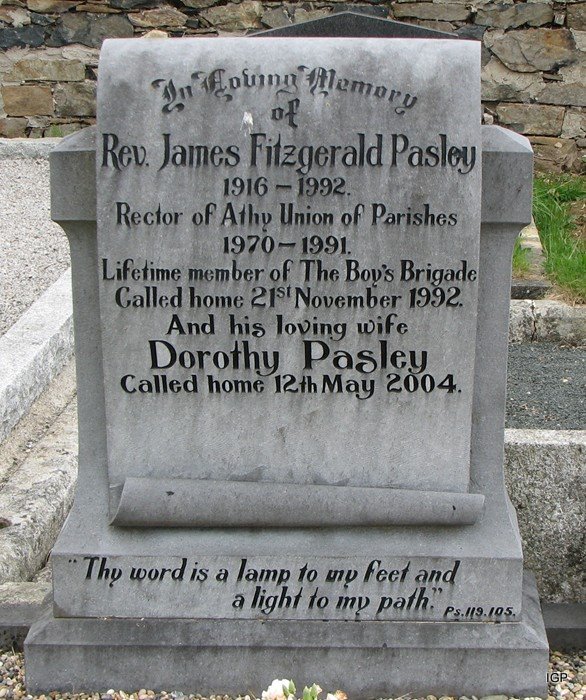 In Loving Memory
of
Rev. James Fitzgerald Pasley
1916 – 1992.
Rector of Athy Union of Parishes
1970 – 1991.
Lifetime member of The Boy's Brigade
Called home 21st November 1992.
And his loving wife
Dorothy Pasley
Called home 12th May 2004.
"Thy word is a lamp to my feet and
a light to my path."
Ps.119.105.
IGP